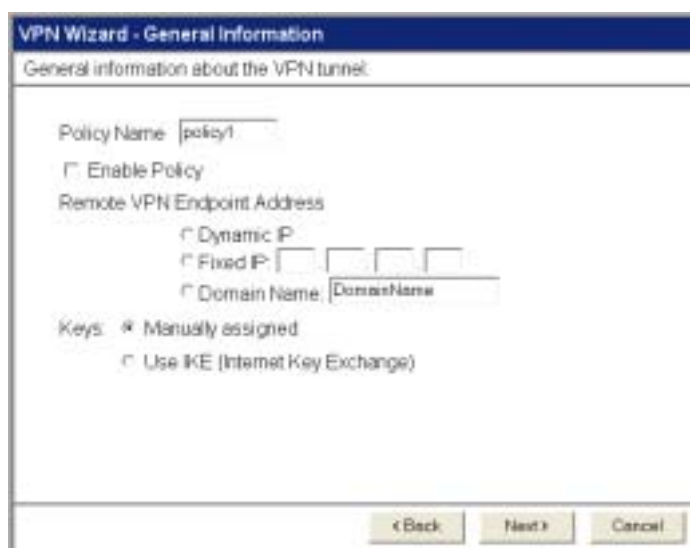 VPN Wizard - General Information
General information about the VPN tunnel:
Policy Name policy1
Enable Policy
Remote VPN Endpoint Address
Dynamic IP
Fixed IP:
Domain Name: DomainName
Keys: Manually assigned
Use IKE (Internet Key Exchange)
< Back Next > Cancel